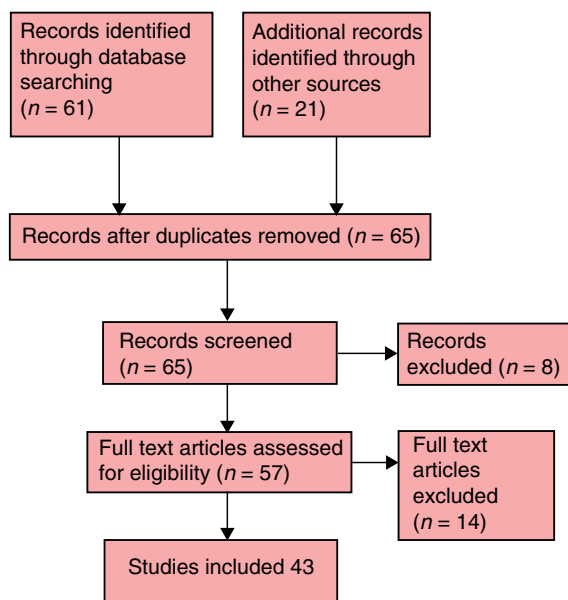 Records identified
through database
searching
(n = 61)
Additional records
identified through
other sources
(n = 21)
Records after duplicates removed (n = 65)
Records screened
(n = 65)
Records
excluded (n = 8)
Full text articles assessed
for eligibility (n = 57)
Full text
articles
excluded
(n = 14)
Studies included 43